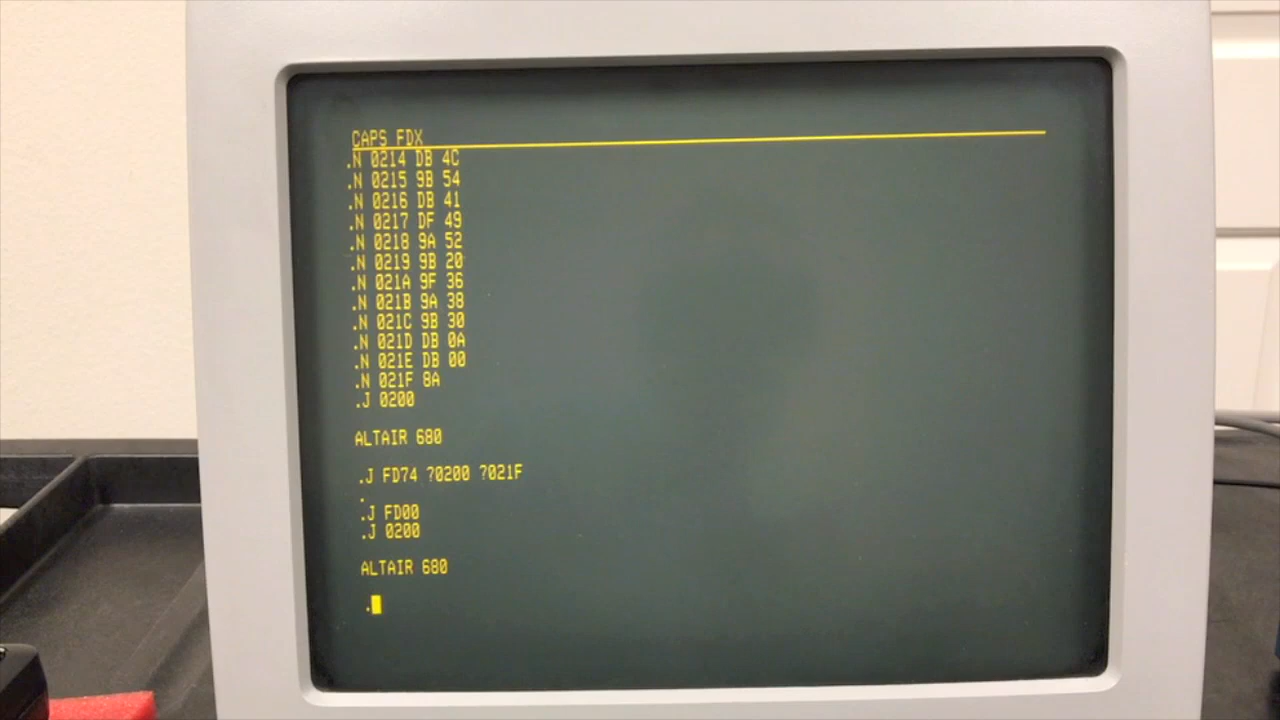 CAPS FDX
.N 0214 DB 4C
.N 0215 9B 54
.N 0216 DB 41
.N 0217 DF 49
.N 0218 9A 52
.N 0219 9B 20
.N 021A 9F 36
.N 021B 9A 38
.N 021C 9B 30
.N 021D DB 0A
.N 021E DB 00
.N 021F 8A
.J 0200
ALTAIR 680
.J FD74 ?0200 ?021F
.
.J FD00
.J 0200
ALTAIR 680
.